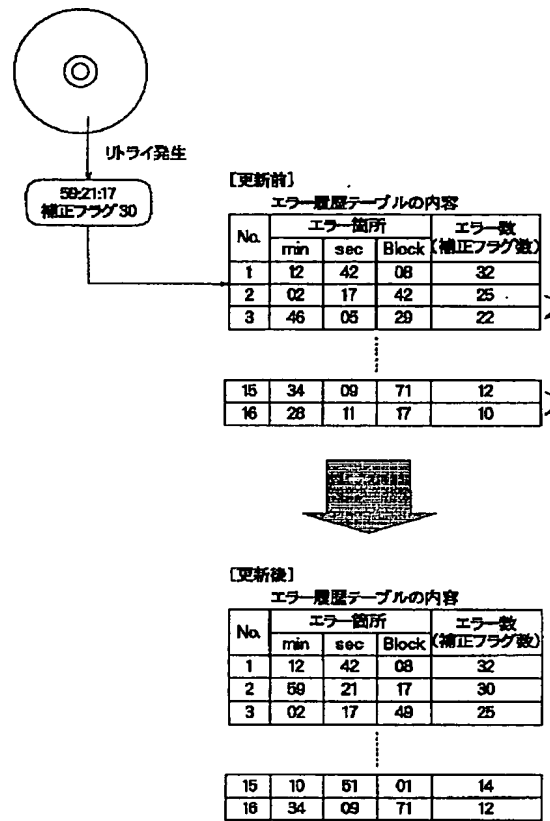 リトライ発生
59:21:17
補正フラグ30
[更新前]
エラー履歴テーブルの内容
No. エラー箇所 エラー数
min sec Block (補正フラグ数)
1 12 42 08 32
2 02 17 42 25
3 46 05 29 22
15 34 09 71 12
16 28 11 17 10
[更新後]
エラー履歴テーブルの内容
No. エラー箇所 エラー数
min sec Block (補正フラグ数)
1 12 42 08 32
2 59 21 17 30
3 02 17 49 25
15 10 51 01 14
16 34 09 71 12